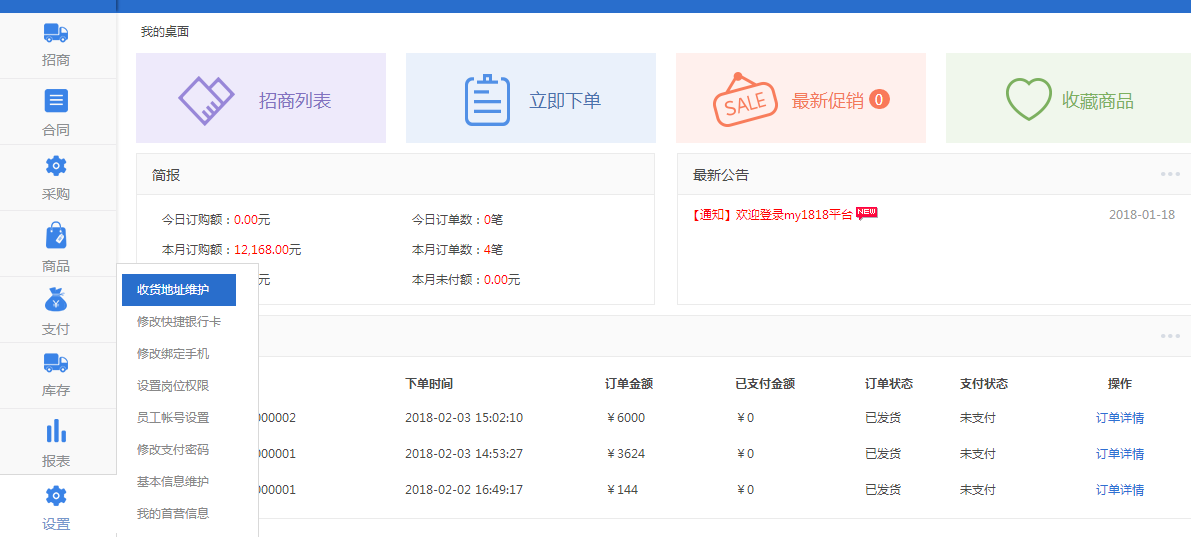 我的桌面
招商
合同
采购
商品
支付
库存
报表
设置
招商列表
立即下单
SALE
最新促销 0
收藏商品
简报
今日订购额：0.00元
今日订单数：0笔
本月订购额：12,168.00元
本月订单数：4笔
元
本月未付额：0.00元
最新公告
【通知】欢迎登录my1818平台 NEW
2018-01-18
收货地址维护
修改快捷银行卡
修改绑定手机
设置岗位权限
员工帐号设置
修改支付密码
基本信息维护
我的首营信息
下单时间 订单金额 已支付金额 订单状态 支付状态 操作
000002 2018-02-03 15:02:10 ￥6000 ￥0 已发货 未支付 订单详情
000001 2018-02-03 14:53:27 ￥3624 ￥0 已发货 未支付 订单详情
000001 2018-02-02 16:49:17 ￥144 ￥0 已发货 未支付 订单详情